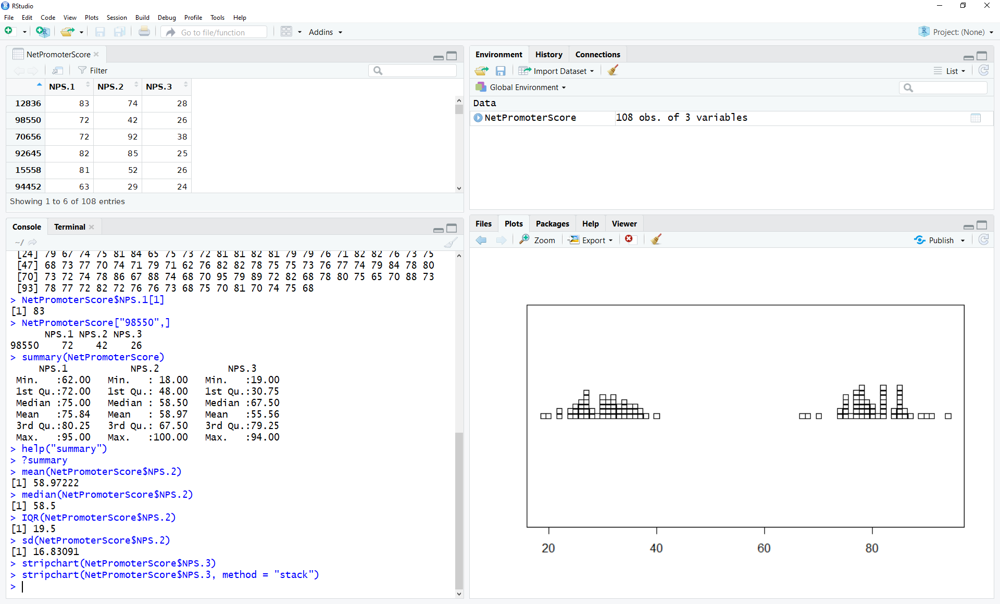 RStudio
File Edit Code View Plots Session Build Debug Profile Tools Help
Go to file/function Addins Project: (None)
NetPromoterScore
Filter
NPS.1 NPS.2 NPS.3
12836 83 74 28
98550 72 42 26
70656 72 92 38
92645 82 85 25
15558 81 52 26
94452 63 29 24
Showing 1 to 6 of 108 entries
Console Terminal
~/
[24] 79 67 74 75 81 84 65 75 73 72 81 81 82 81 79 79 76 71 82 82 76 73 75
[47] 68 73 77 70 74 71 79 71 62 76 82 82 78 75 75 73 76 77 74 79 84 78 80
[70] 73 72 74 78 86 67 88 74 68 70 95 79 89 72 82 68 78 80 75 65 70 88 73
[93] 78 77 72 82 72 76 76 73 68 75 70 81 70 74 75 68
> NetPromoterScore$NPS.1[1]
[1] 83
> NetPromoterScore["98550",]
NPS.1 NPS.2 NPS.3
98550 72 42 26
> summary(NetPromoterScore)
NPS.1 NPS.2 NPS.3
Min. :62.00 Min. : 18.00 Min. :19.00
1st Qu.:72.00 1st Qu.: 48.00 1st Qu.:30.75
Median :75.00 Median : 58.50 Median :67.50
Mean :75.84 Mean : 58.97 Mean :55.56
3rd Qu.:80.25 3rd Qu.: 67.50 3rd Qu.:79.25
Max. :95.00 Max. :100.00 Max. :94.00
> help("summary")
> ?summary
> mean(NetPromoterScore$NPS.2)
[1] 58.97222
> median(NetPromoterScore$NPS.2)
[1] 58.5
> IQR(NetPromoterScore$NPS.2)
[1] 19.5
> sd(NetPromoterScore$NPS.2)
[1] 16.83091
> stripchart(NetPromoterScore$NPS.3)
> stripchart(NetPromoterScore$NPS.3, method = "stack")
>
Environment History Connections
Import Dataset List
Global Environment
Data
NetPromoterScore 108 obs. of 3 variables
Files Plots Packages Help Viewer
Zoom Export Publish
20 40 60 80